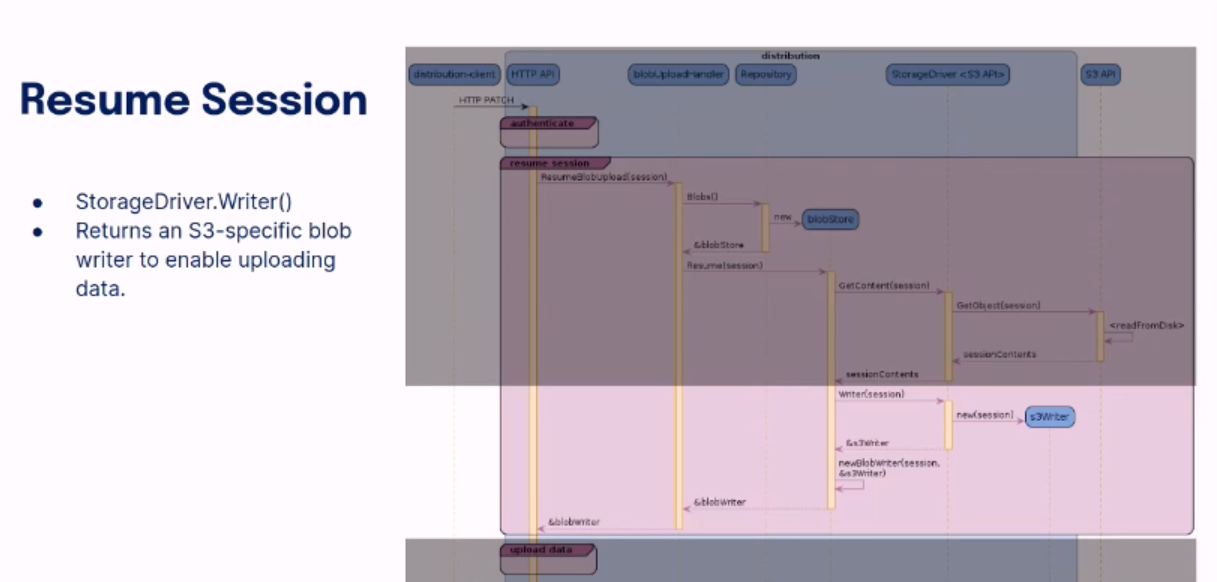 Resume Session
● StorageDriver.Writer()
● Returns an S3-specific blob
writer to enable uploading
data.
distribution
distribution-client
HTTP API
blobUploadHandler
Repository
StorageDriver <S3 API>
S3 API
HTTP PATCH
authenticate
resume session
ResumeBlobUpload(session)
Blobs()
new
blobStore
&blobStore
Resume(session)
GetContent(session)
GetObject(session)
<readFromDisk>
sessionContents
sessionContents
Writer(session)
new(session)
s3Writer
&s3Writer
newBlobWriter(session,
&s3Writer)
&blobWriter
&blobWriter
upload data